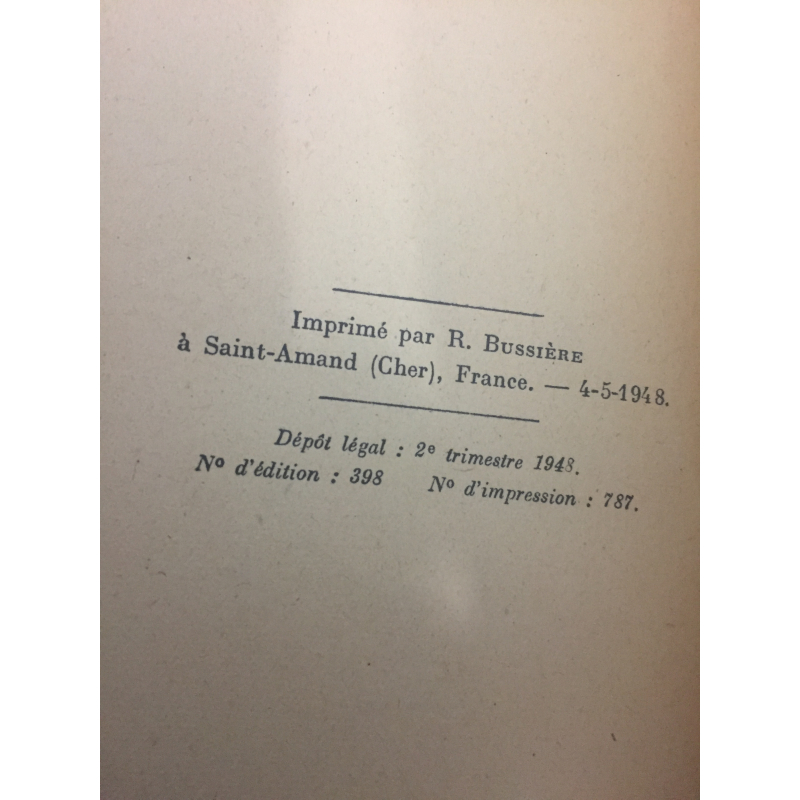 Imprimé par R. BUSSIÈRE
à Saint-Amand (Cher), France. — 4-5-1948.
Dépôt légal : 2e trimestre 1948.
No d'édition : 398 No d'impression : 787.